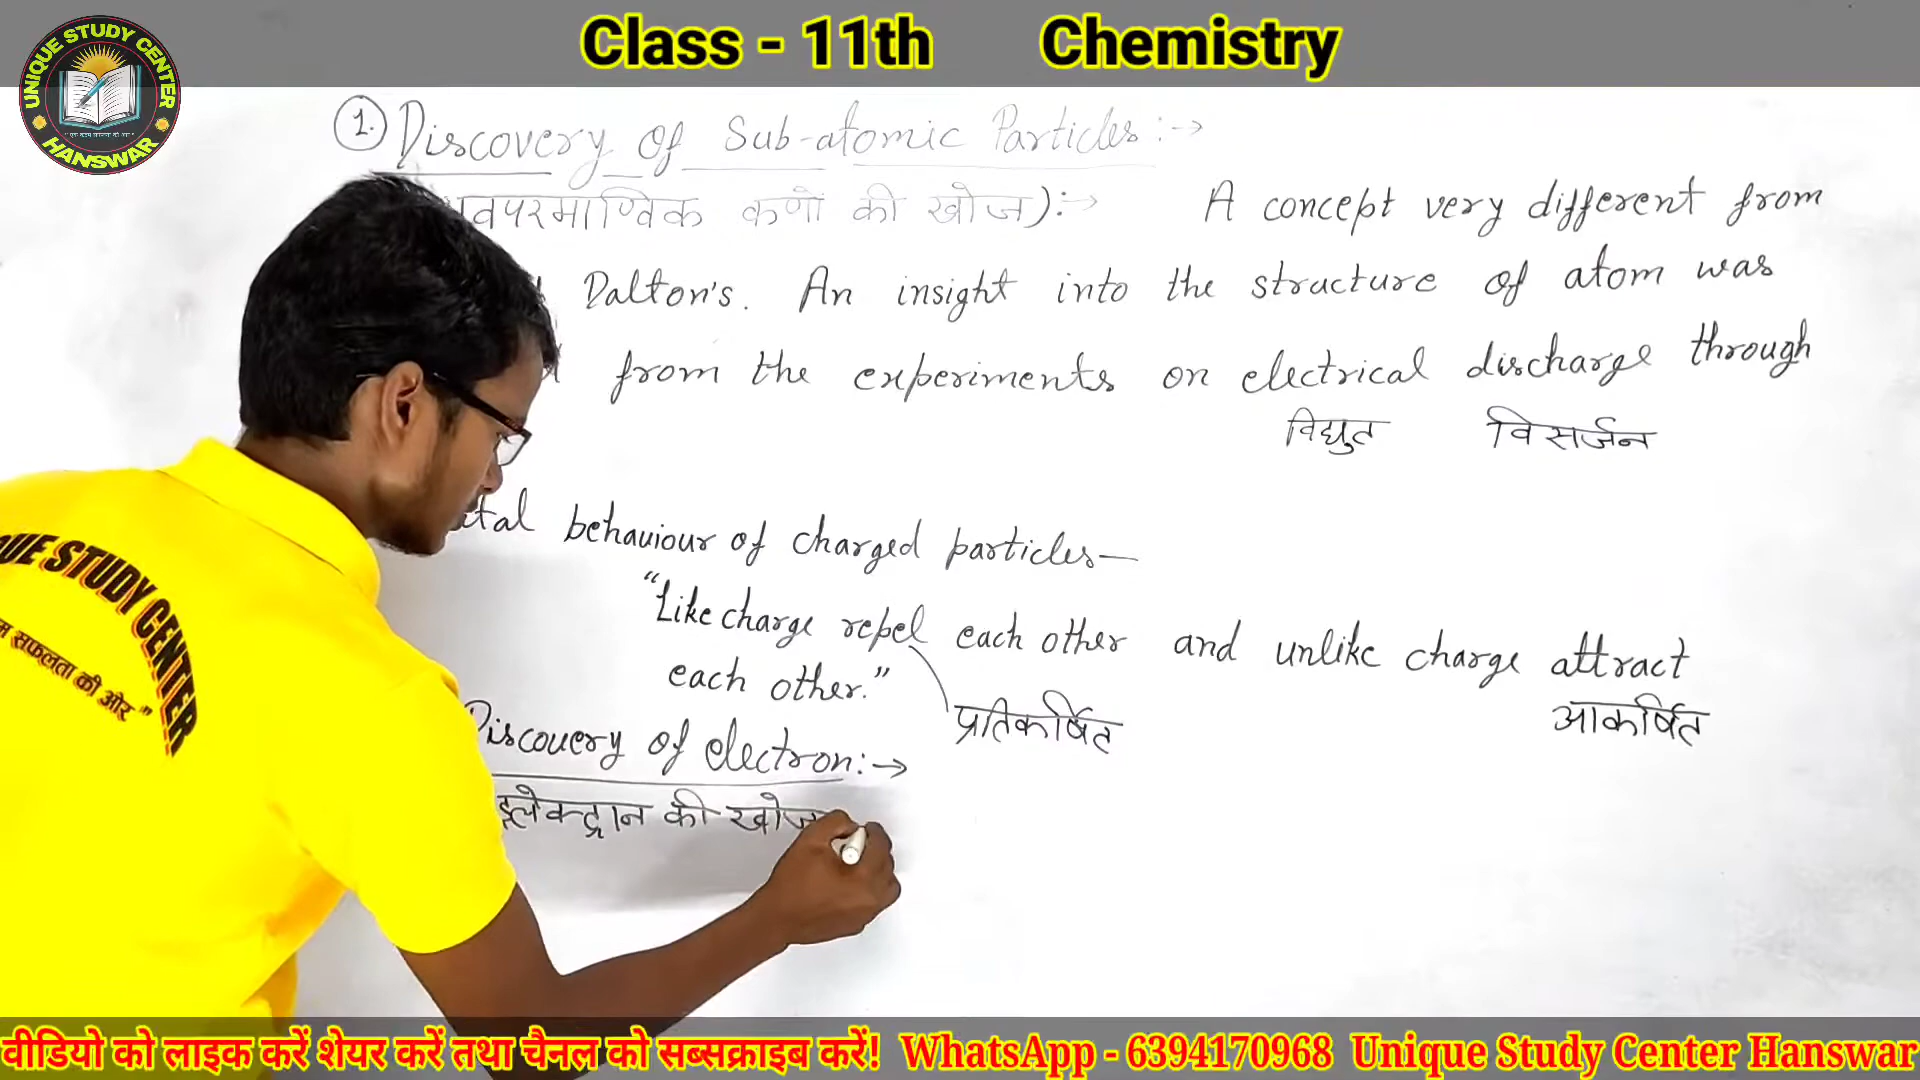 Class - 11th Chemistry
UNIQUE STUDY CENTER
HANSWAR
1. Discovery of Sub-atomic Particles:→
वपरमाण्विक कणों की खोज):→ A concept very different from
Dalton's. An insight into the structure of atom was
from the experiments on electrical discharge through
विद्युत विसर्जन
ntal behaviour of charged particles—
"Like charge repel each other and unlike charge attract
each other."
प्रतिकर्षित आकर्षित
Discovery of electron:→
इलेक्ट्रान की खोज
UE STUDY CENTER
म सफलता की ओर"
वीडियो को लाइक करें शेयर करें तथा चैनल को सब्सक्राइब करें! WhatsApp - 6394170968 Unique Study Center Hanswar